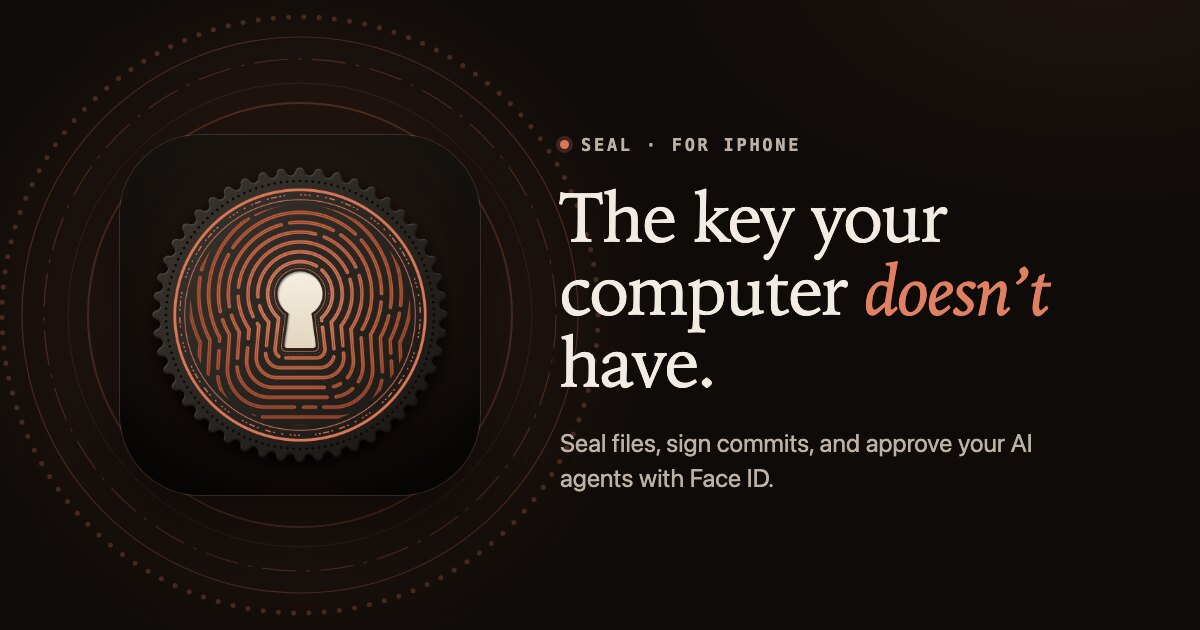 SEAL · FOR IPHONE
The key your
computer doesn’t
have.
Seal files, sign commits, and approve your AI
agents with Face ID.